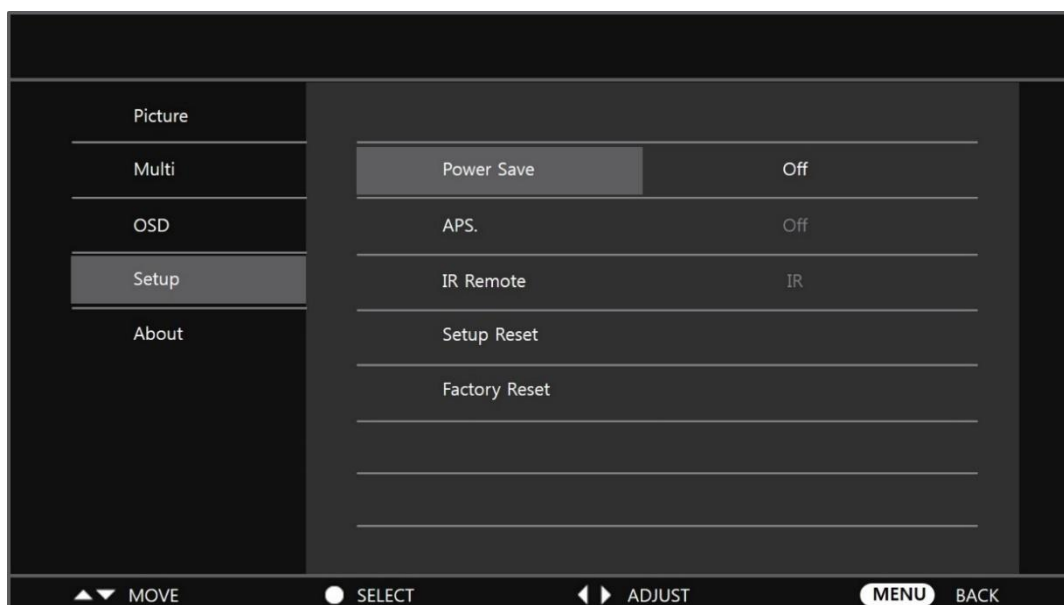 Picture
Multi
OSD
Setup
About
Power Save Off
APS. Off
IR Remote IR
Setup Reset
Factory Reset
MOVE SELECT ADJUST MENU BACK